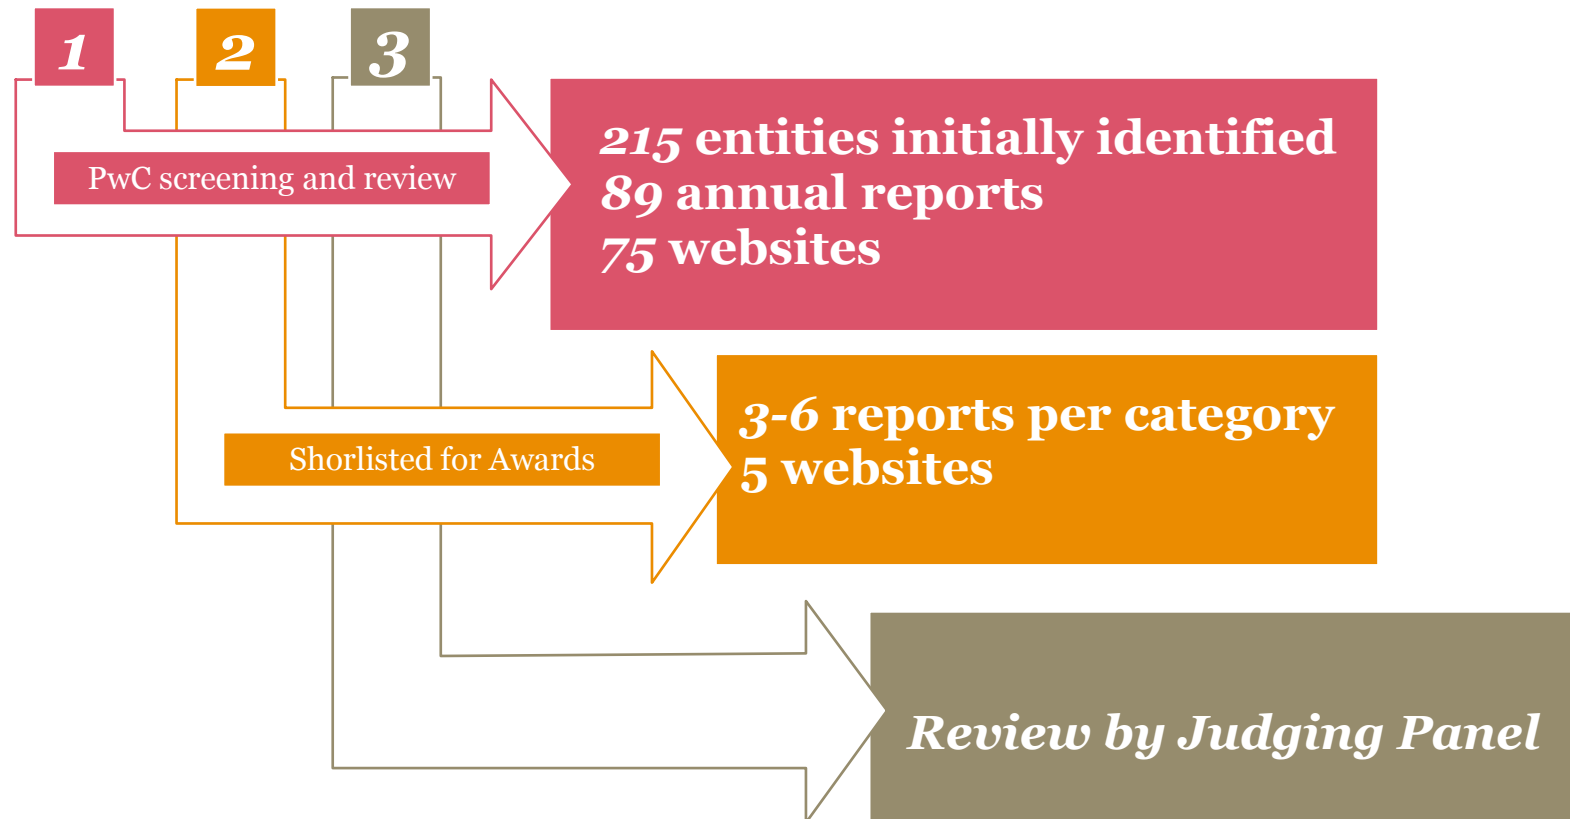 1
2
3
PwC screening and review
215 entities initially identified
89 annual reports
75 websites
Shorlisted for Awards
3-6 reports per category
5 websites
Review by Judging Panel